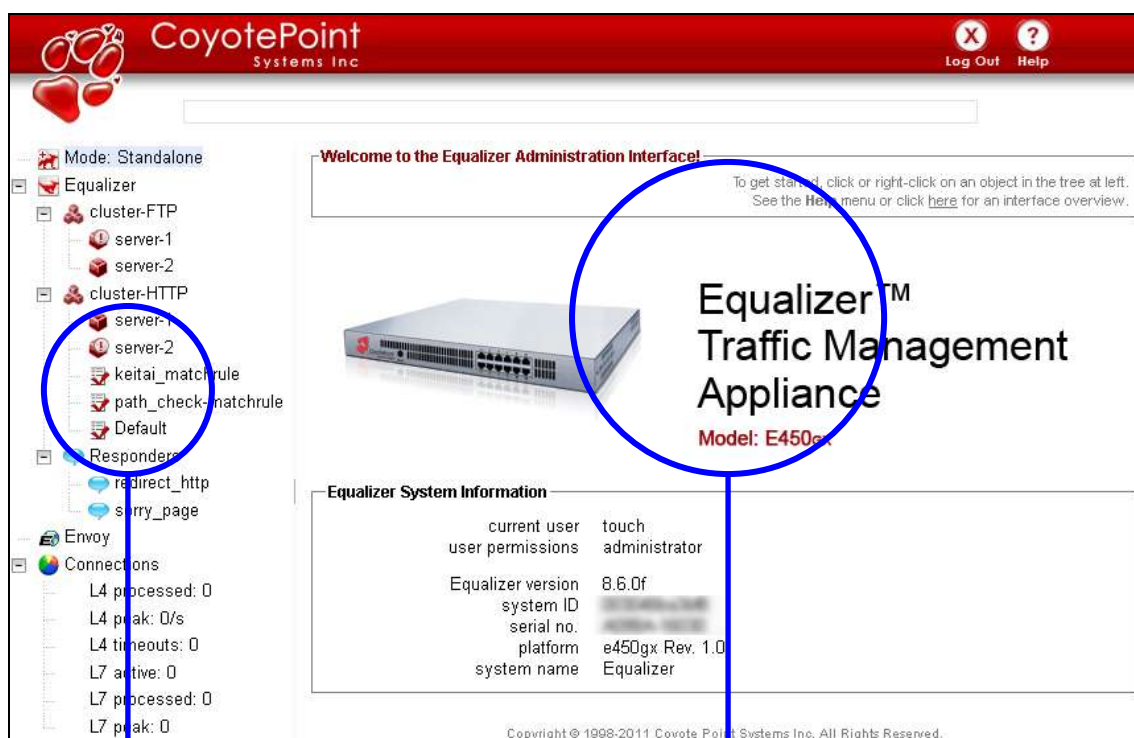 CoyotePoint
Systems Inc
Log Out
Help
Mode: Standalone
Equalizer
cluster-FTP
server-1
server-2
cluster-HTTP
server-1
server-2
keitai_matchrule
path_check-matchrule
Default
Responders
redirect_http
sorry_page
Envoy
Connections
L4 processed: 0
L4 peak: 0/s
L4 timeouts: 0
L7 active: 0
L7 processed: 0
L7 peak: 0
Welcome to the Equalizer Administration Interface!
To get started, click or right-click on an object in the tree at left.
See the Help menu or click here for an interface overview.
Equalizer™
Traffic Management
Appliance
Model: E450gx
Equalizer System Information
current user touch
user permissions administrator
Equalizer version 8.6.0f
system ID
serial no.
platform e450gx Rev. 1.0
system name Equalizer
Copyright © 1998-2011 Coyote Point Systems Inc. All Rights Reserved.